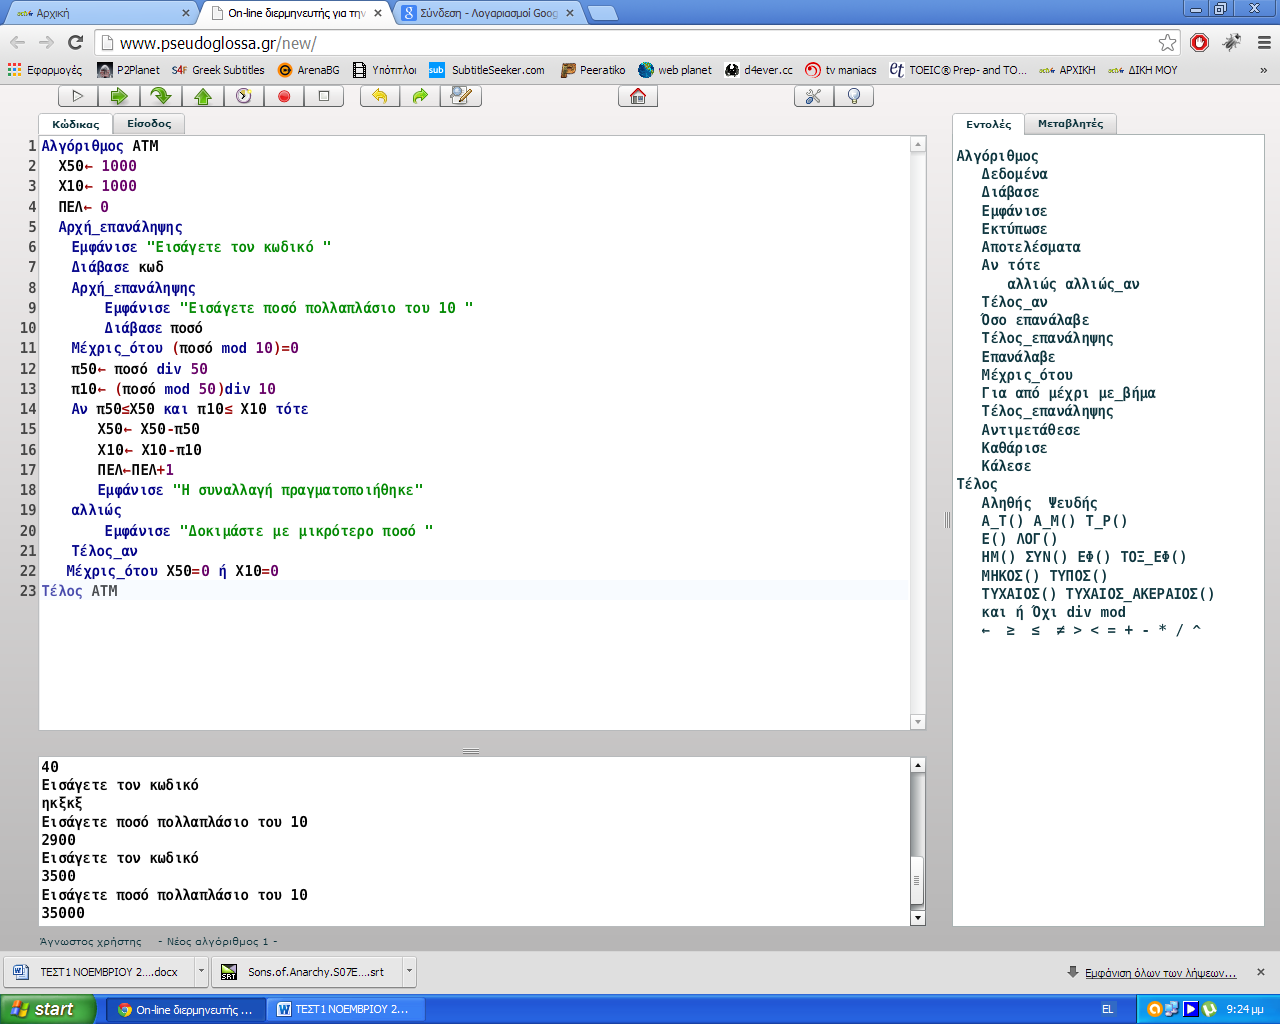 Αρχική
On-line διερμηνευτής για την
Σύνδεση - Λογαριασμοί Goog
www.pseudoglossa.gr/new/
Εφαρμογές
P2Planet
S4F Greek Subtitles
ArenaBG
Υπότιτλοι
sub SubtitleSeeker.com
Peeratiko
web planet
d4ever.cc
tv maniacs
et TOEIC® Prep- and TO...
ΑΡΧΙΚΗ
ΔΙΚΗ ΜΟΥ
»
Κώδικας
Είσοδος
1 Αλγόριθμος ΑΤΜ
2 Χ50← 1000
3 Χ10← 1000
4 ΠΕΛ← 0
5 Αρχή_επανάληψης
6 Εμφάνισε "Εισάγετε τον κωδικό "
7 Διάβασε κωδ
8 Αρχή_επανάληψης
9 Εμφάνισε "Εισάγετε ποσό πολλαπλάσιο του 10 "
10 Διάβασε ποσό
11 Μέχρις_ότου (ποσό mod 10)=0
12 π50← ποσό div 50
13 π10← (ποσό mod 50)div 10
14 Αν π50≤Χ50 και π10≤ Χ10 τότε
15 Χ50← Χ50-π50
16 Χ10← Χ10-π10
17 ΠΕΛ←ΠΕΛ+1
18 Εμφάνισε "Η συναλλαγή πραγματοποιήθηκε"
19 αλλιώς
20 Εμφάνισε "Δοκιμάστε με μικρότερο ποσό "
21 Τέλος_αν
22 Μέχρις_ότου Χ50=0 ή Χ10=0
23 Τέλος ΑΤΜ
40
Εισάγετε τον κωδικό
ηκξκξ
Εισάγετε ποσό πολλαπλάσιο του 10
2900
Εισάγετε τον κωδικό
3500
Εισάγετε ποσό πολλαπλάσιο του 10
35000
Άγνωστος χρήστης - Νέος αλγόριθμος 1 -
Εντολές
Μεταβλητές
Αλγόριθμος
Δεδομένα
Διάβασε
Εμφάνισε
Εκτύπωσε
Αποτελέσματα
Αν τότε
αλλιώς αλλιώς_αν
Τέλος_αν
Όσο επανάλαβε
Τέλος_επανάληψης
Επανάλαβε
Μέχρις_ότου
Για από μέχρι με_βήμα
Τέλος_επανάληψης
Αντιμετάθεσε
Καθάρισε
Κάλεσε
Τέλος
Αληθής Ψευδής
Α_Τ() Α_Μ() Τ_Ρ()
Ε() ΛΟΓ()
ΗΜ() ΣΥΝ() ΕΦ() ΤΟΞ_ΕΦ()
ΜΗΚΟΣ() ΤΥΠΟΣ()
ΤΥΧΑΙΟΣ() ΤΥΧΑΙΟΣ_ΑΚΕΡΑΙΟΣ()
και ή Όχι div mod
← ≥ ≤ ≠ > < = + - * / ^
ΤΕΣΤ1 ΝΟΕΜΒΡΙΟΥ 2....docx
SRT Sons.of.Anarchy.S07E....srt
Εμφάνιση όλων των λήψεων...
start
On-line διερμηνευτής ...
ΤΕΣΤ1 ΝΟΕΜΒΡΙΟΥ 2...
EL
9:24 μμ